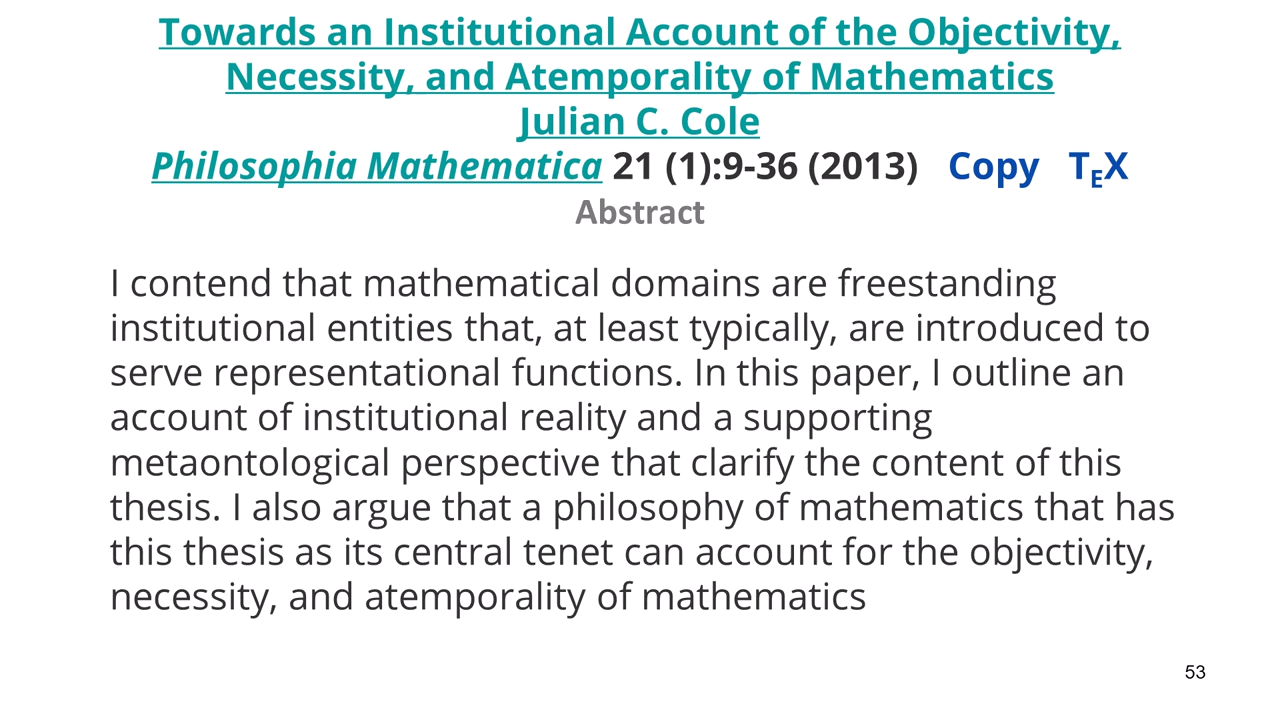 Towards an Institutional Account of the Objectivity,
Necessity, and Atemporality of Mathematics
Julian C. Cole
Philosophia Mathematica 21 (1):9-36 (2013) Copy TEX
Abstract
I contend that mathematical domains are freestanding
institutional entities that, at least typically, are introduced to
serve representational functions. In this paper, I outline an
account of institutional reality and a supporting
metaontological perspective that clarify the content of this
thesis. I also argue that a philosophy of mathematics that has
this thesis as its central tenet can account for the objectivity,
necessity, and atemporality of mathematics
53